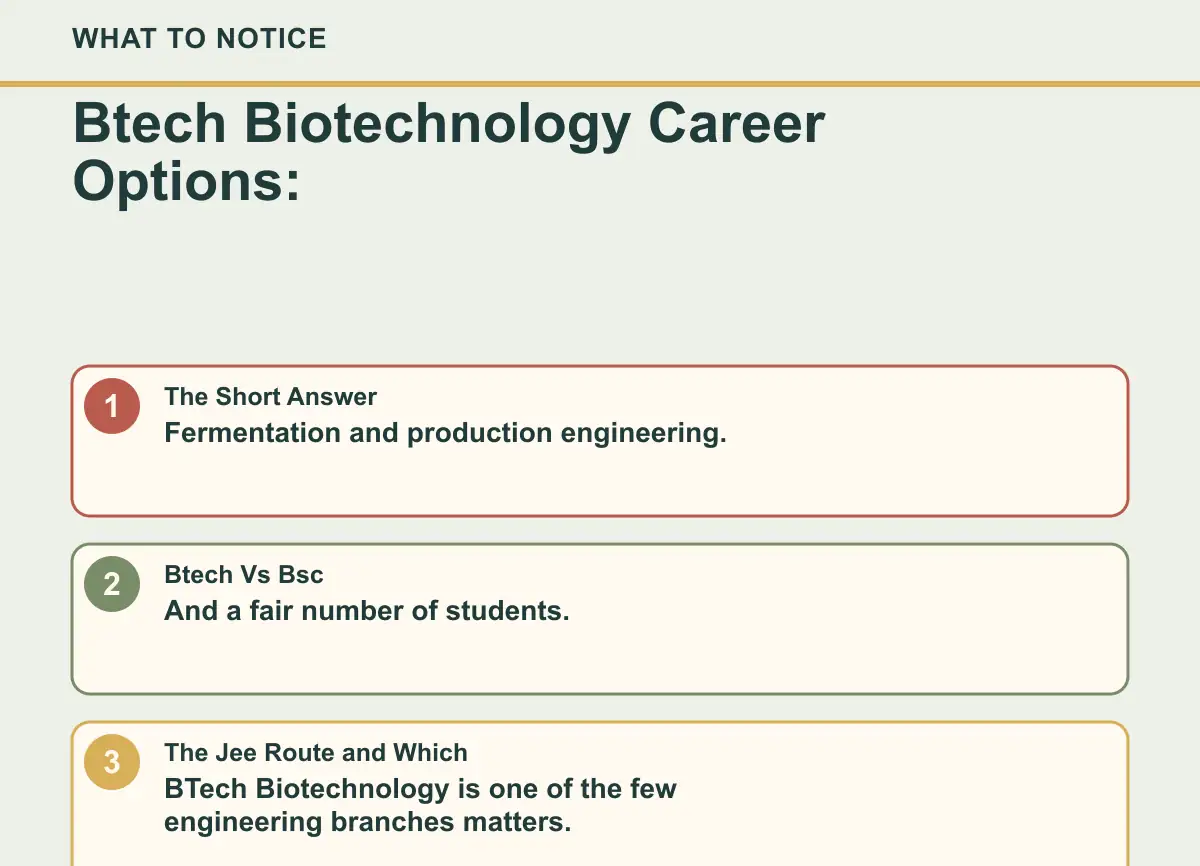 WHAT TO NOTICE
Btech Biotechnology Career
Options:
1
The Short Answer
Fermentation and production engineering.
2
Btech Vs Bsc
And a fair number of students.
3
The Jee Route and Which
BTech Biotechnology is one of the few
engineering branches matters.